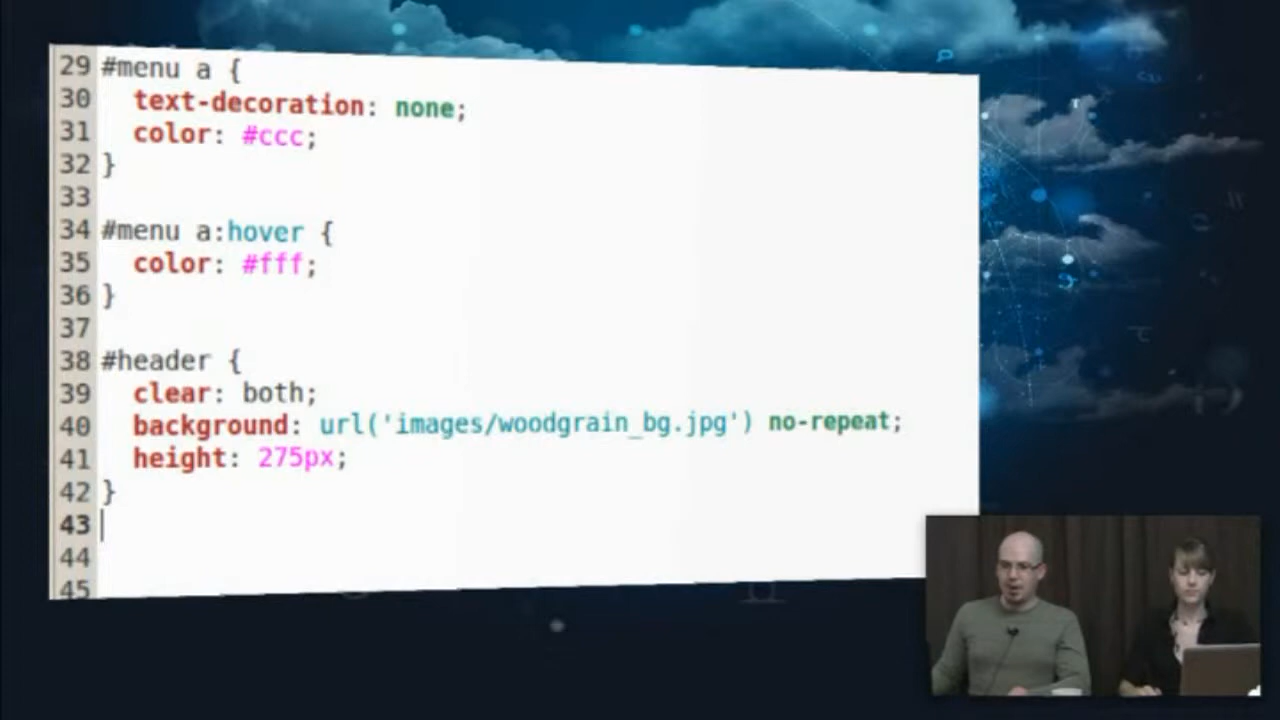 29 #menu a {
30 text-decoration: none;
31 color: #ccc;
32 }
33
34 #menu a:hover {
35 color: #fff;
36 }
37
38 #header {
39 clear: both;
40 background: url('images/woodgrain_bg.jpg') no-repeat;
41 height: 275px;
42 }
43
44
45